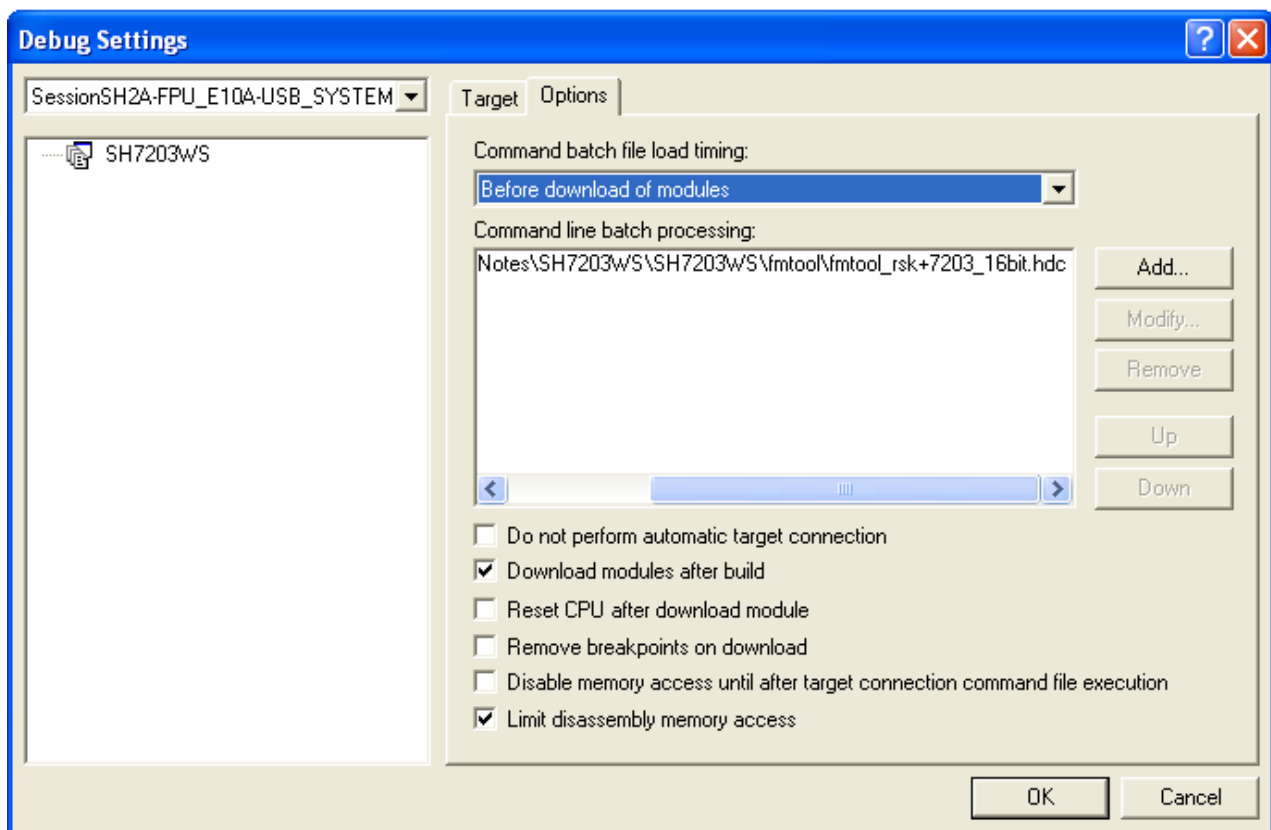 Debug Settings
SessionSH2A-FPU_E10A-USB_SYSTEM
SH7203WS
Target
Options
Command batch file load timing:
Before download of modules
Command line batch processing:
Notes\SH7203WS\SH7203WS\fmtool\fmtool_rsk+7203_16bit.hdc
Add...
Modify...
Remove
Up
Down
Do not perform automatic target connection
Download modules after build
Reset CPU after download module
Remove breakpoints on download
Disable memory access until after target connection command file execution
Limit disassembly memory access
OK
Cancel